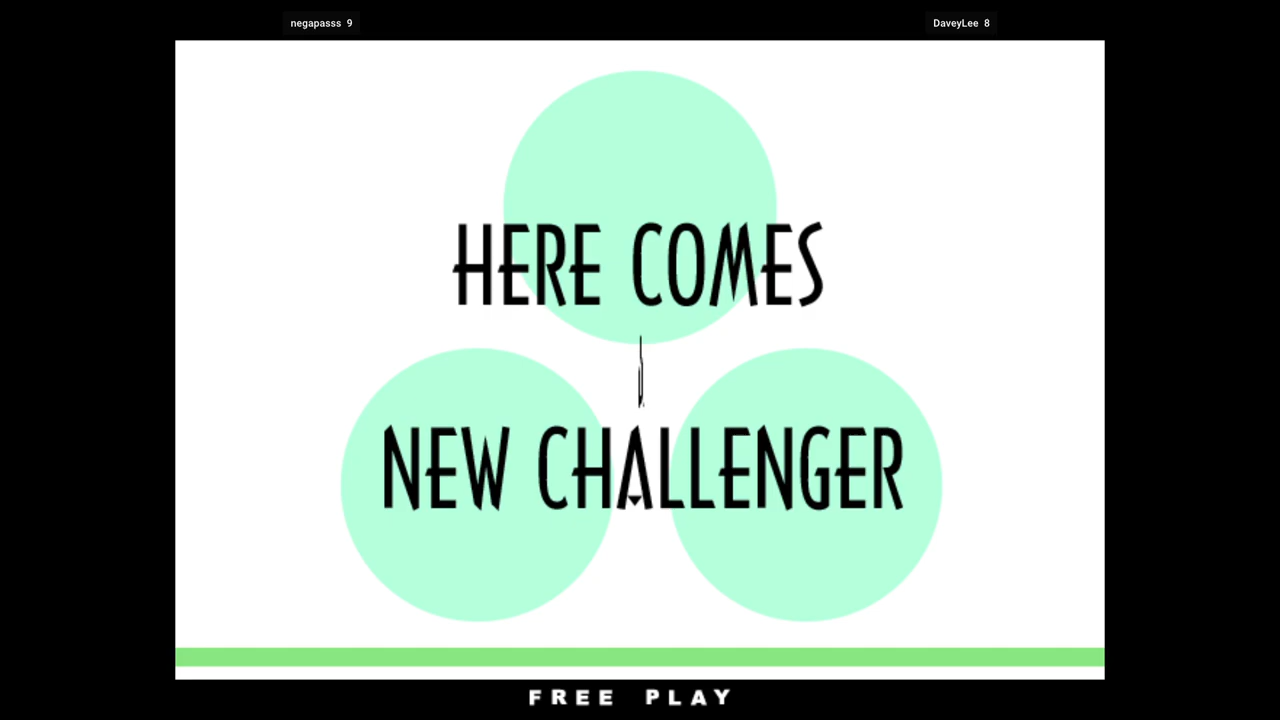 negapasss 9
DaveyLee 8
HERE COMES
NEW CHALLENGER
FREE PLAY